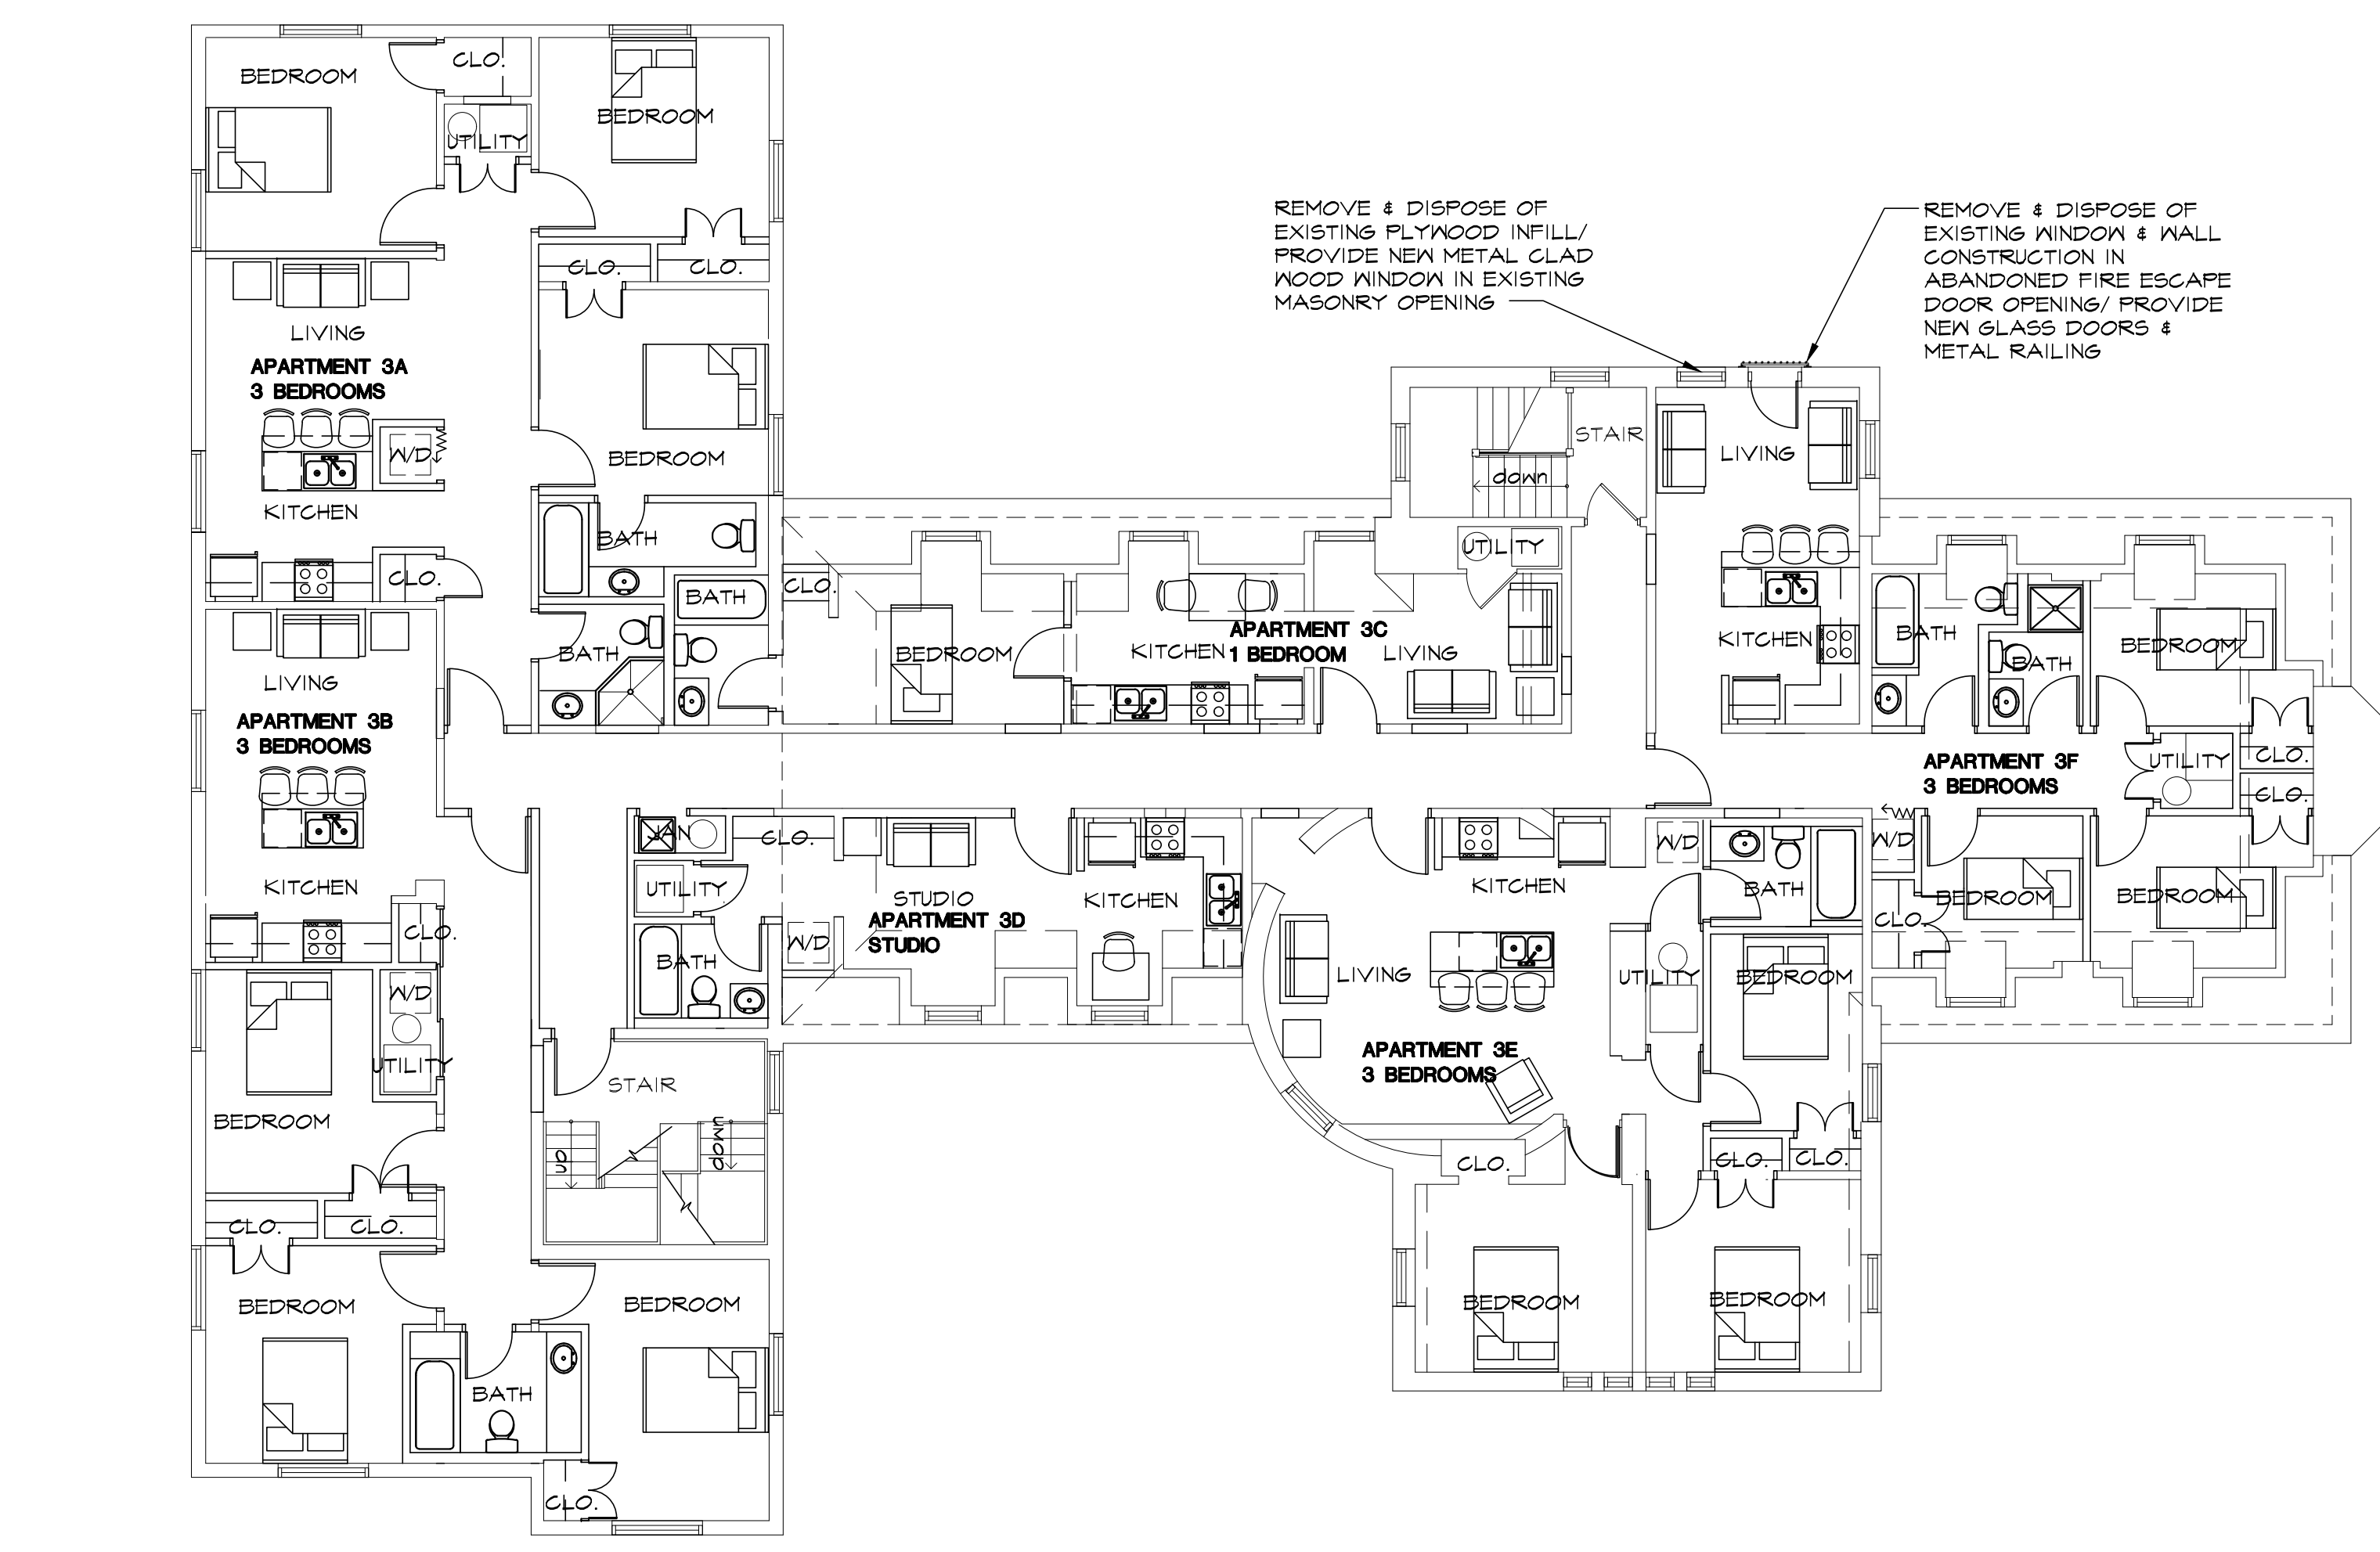 BEDROOM
CLO.
UTILITY
BEDROOM
CLO.
CLO.
LIVING
APARTMENT 3A
3 BEDROOMS
W/D
BEDROOM
KITCHEN
BATH
CLO.
BATH
BATH
LIVING
APARTMENT 3B
3 BEDROOMS
KITCHEN
CLO.
W/D
UTILITY
BEDROOM
CLO.
CLO.
BEDROOM
BATH
BEDROOM
CLO.
JAN
UTILITY
BATH
STAIR
up
down
CLO.
BEDROOM
KITCHEN
APARTMENT 3C
1 BEDROOM
LIVING
UTILITY
CLO.
STUDIO
APARTMENT 3D
STUDIO
W/D
KITCHEN
REMOVE & DISPOSE OF
EXISTING PLYWOOD INFILL/
PROVIDE NEW METAL CLAD
WOOD WINDOW IN EXISTING
MASONRY OPENING
REMOVE & DISPOSE OF
EXISTING WINDOW & WALL
CONSTRUCTION IN
ABANDONED FIRE ESCAPE
DOOR OPENING/ PROVIDE
NEW GLASS DOORS &
METAL RAILING
STAIR
down
LIVING
KITCHEN
BATH
BATH
BEDROOM
APARTMENT 3F
3 BEDROOMS
UTILITY
CLO.
CLO.
W/D
CLO.
BEDROOM
BEDROOM
KITCHEN
W/D
BATH
LIVING
UTILITY
BEDROOM
APARTMENT 3E
3 BEDROOMS
CLO.
CLO.
CLO.
BEDROOM
BEDROOM